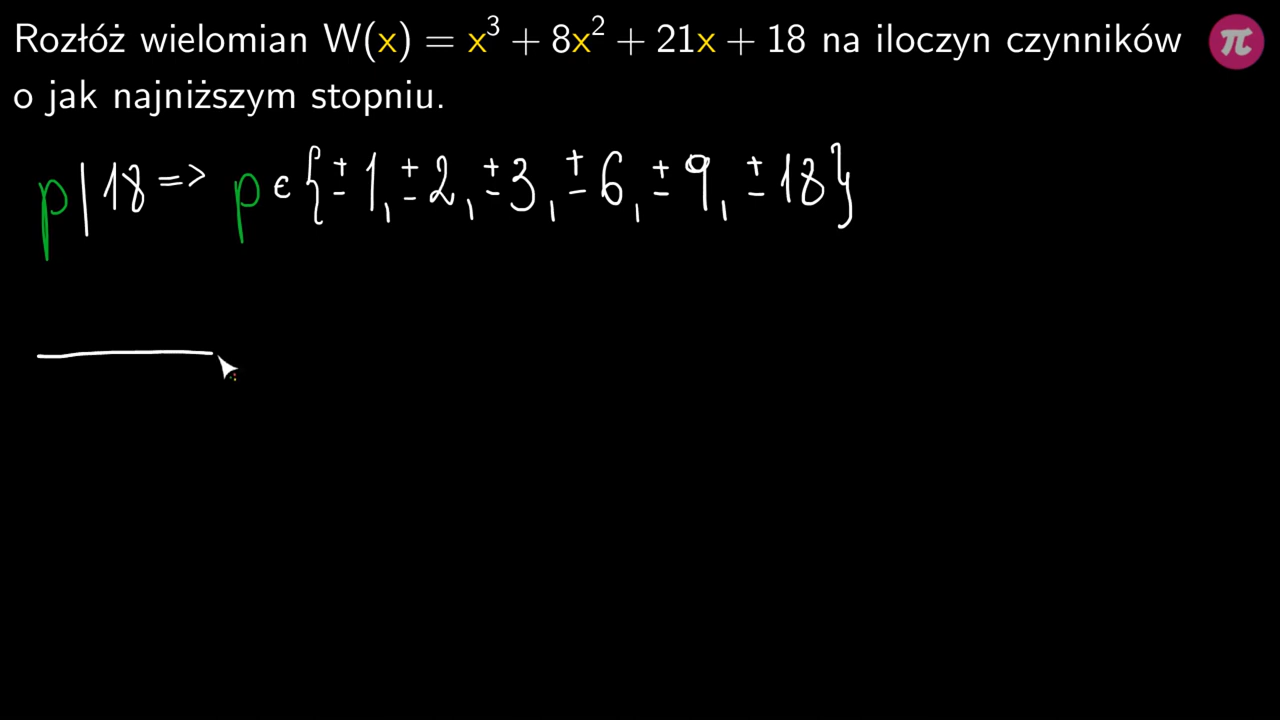 Rozłóż wielomian W(x) = x³ + 8x² + 21x + 18 na iloczyn czynników
o jak najniższym stopniu.
p | 18 => p ∈ {± 1, ± 2, ± 3, ± 6, ± 9, ± 18}
π